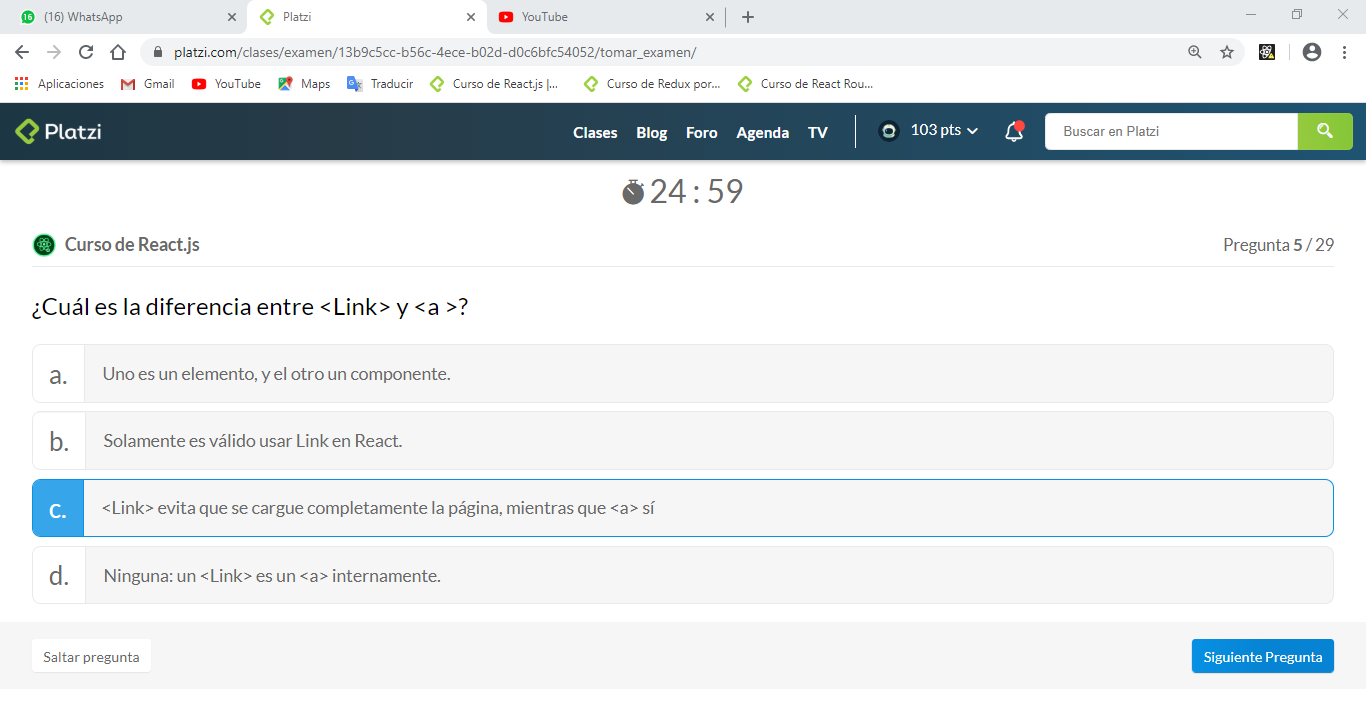 (16) WhatsApp
Platzi
YouTube
platzi.com/clases/examen/13b9c5cc-b56c-4ece-b02d-d0c6bfc54052/tomar_examen/
Aplicaciones
Gmail
YouTube
Maps
Traducir
Curso de React.js |...
Curso de Redux por...
Curso de React Rou...
Platzi
Clases
Blog
Foro
Agenda
TV
103 pts
Buscar en Platzi
24 : 59
Curso de React.js
Pregunta 5 / 29
¿Cuál es la diferencia entre <Link> y <a >?
a. Uno es un elemento, y el otro un componente.
b. Solamente es válido usar Link en React.
c. <Link> evita que se cargue completamente la página, mientras que <a> sí
d. Ninguna: un <Link> es un <a> internamente.
Saltar pregunta
Siguiente Pregunta